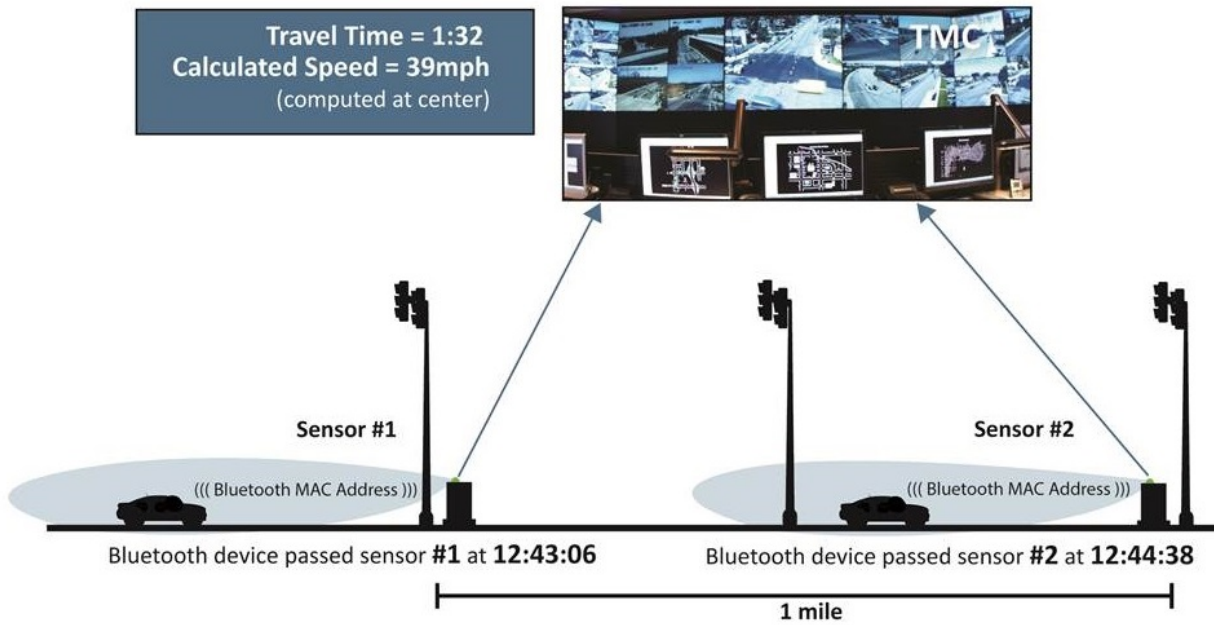 Travel Time = 1:32
Calculated Speed = 39mph
(computed at center)
TMC
Sensor #1
Sensor #2
((( Bluetooth MAC Address )))
((( Bluetooth MAC Address )))
Bluetooth device passed sensor #1 at 12:43:06
Bluetooth device passed sensor #2 at 12:44:38
1 mile